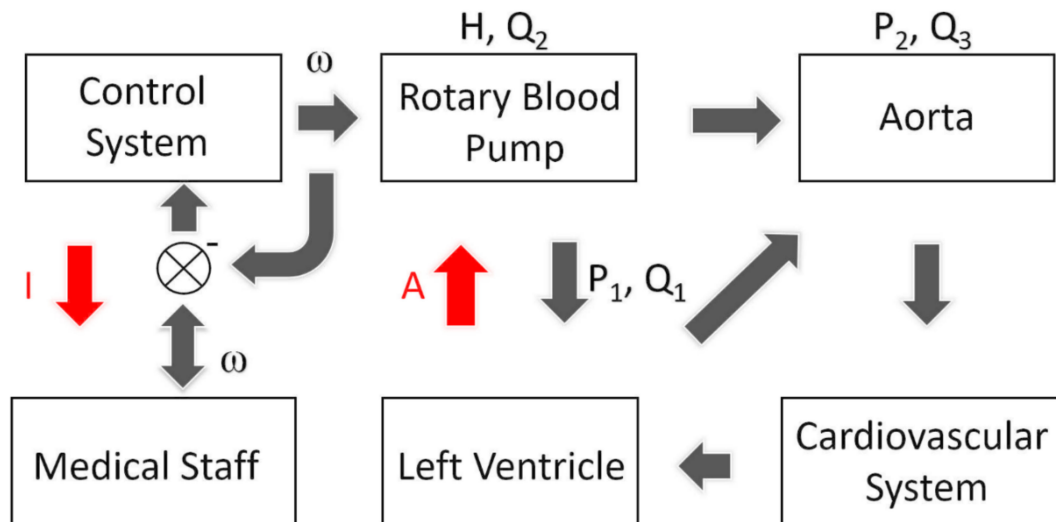 H, Q₂
P₂, Q₃
ω
Control
System
Rotary Blood
Pump
Aorta
-
I
A
P₁, Q₁
ω
Medical Staff
Left Ventricle
Cardiovascular
System